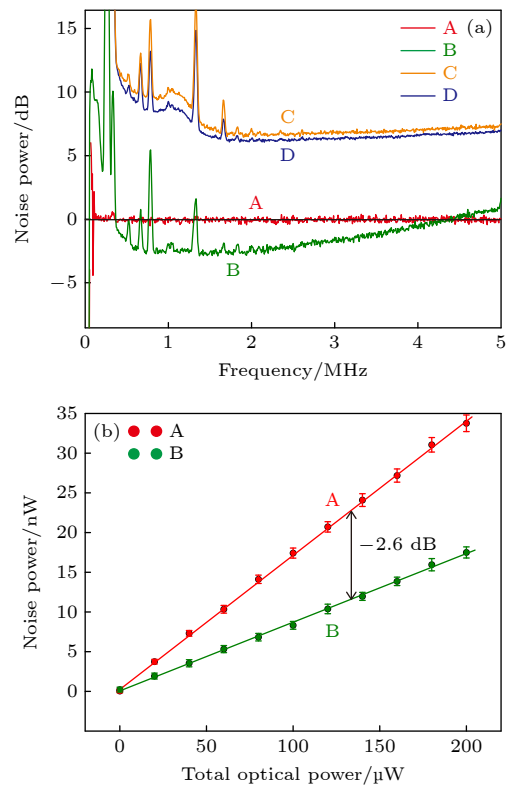 (a)
A
B
C
D
Noise power/dB
15
10
5
0
−5
C
D
A
B
0
1
2
3
4
5
Frequency/MHz
(b)
A
B
Noise power/nW
35
30
25
20
15
10
5
0
A
−2.6 dB
B
0
50
100
150
200
Total optical power/μW